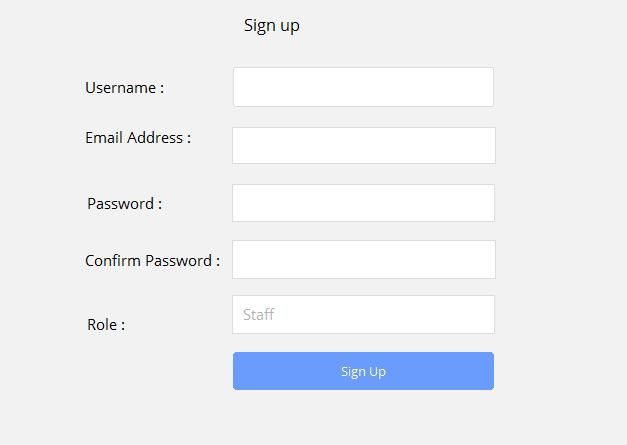 Sign up
Username :
Email Address :
Password :
Confirm Password :
Role :
Staff
Sign Up